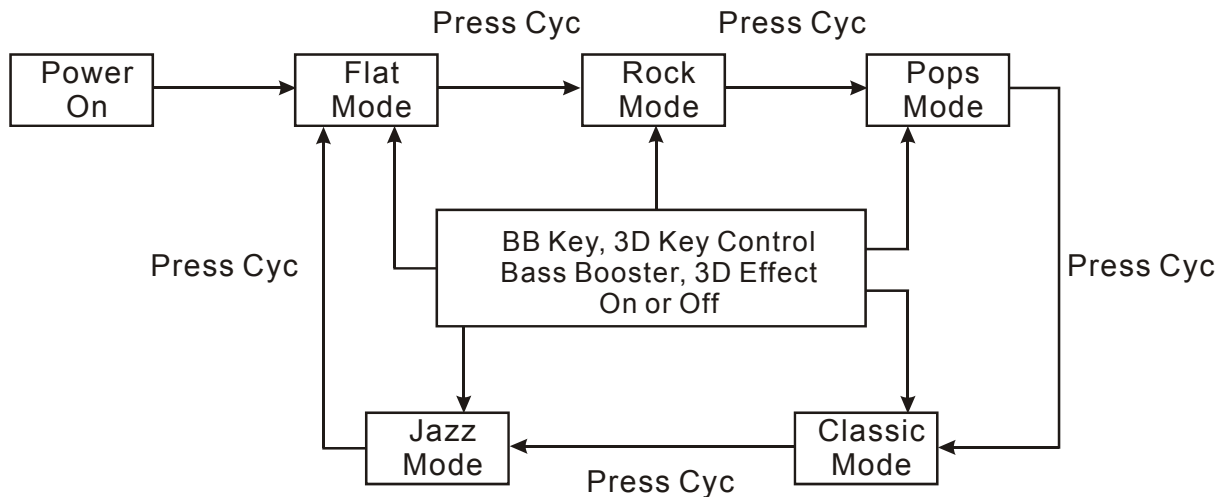 Press Cyc
Press Cyc
Power
On
Flat
Mode
Rock
Mode
Pops
Mode
BB Key, 3D Key Control
Bass Booster, 3D Effect
On or Off
Press Cyc
Press Cyc
Jazz
Mode
Classic
Mode
Press Cyc